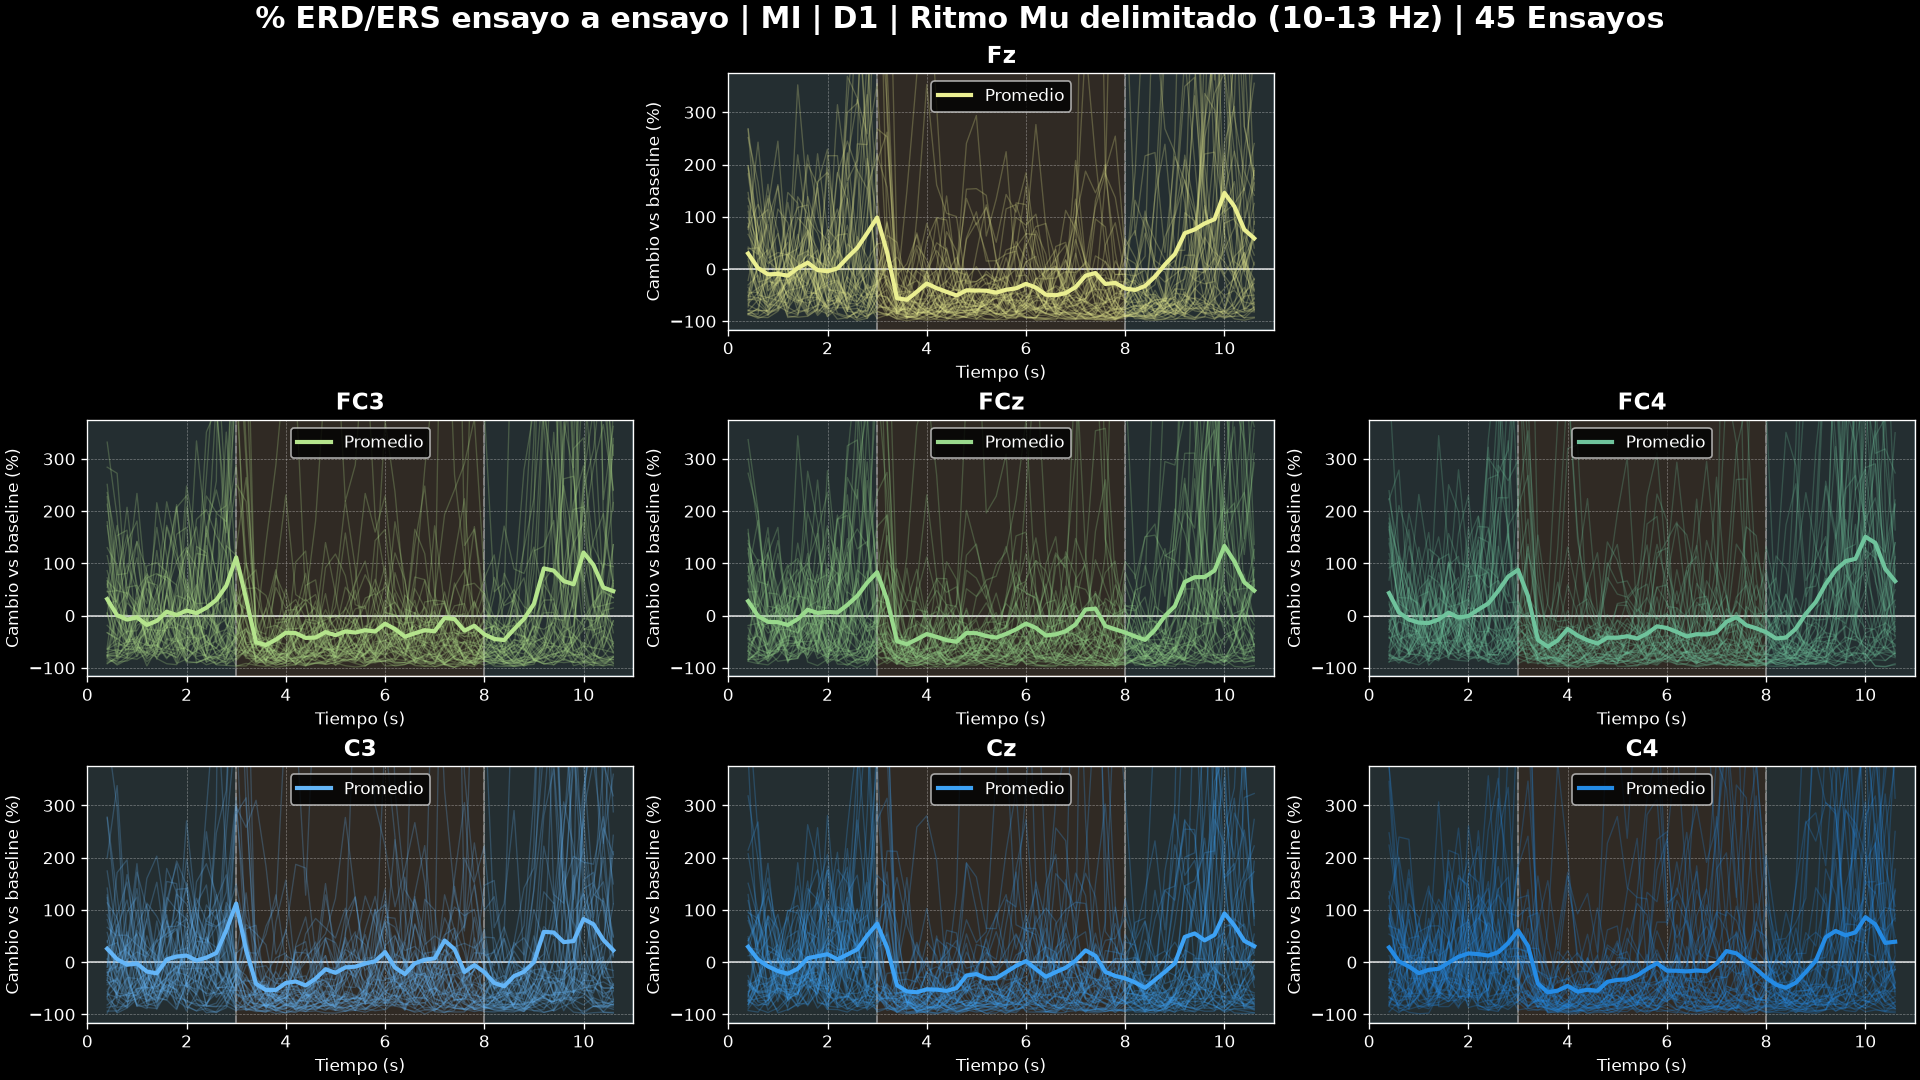 % ERD/ERS ensayo a ensayo | MI | D1 | Ritmo Mu delimitado (10-13 Hz) | 45 Ensayos
Fz
Cambio vs baseline (%)
300
200
100
0
−100
Promedio
0 2 4 6 8 10
Tiempo (s)
FC3
Cambio vs baseline (%)
300
200
100
0
−100
Promedio
0 2 4 6 8 10
Tiempo (s)
FCz
Cambio vs baseline (%)
300
200
100
0
−100
Promedio
0 2 4 6 8 10
Tiempo (s)
FC4
Cambio vs baseline (%)
300
200
100
0
−100
Promedio
0 2 4 6 8 10
Tiempo (s)
C3
Cambio vs baseline (%)
300
200
100
0
−100
Promedio
0 2 4 6 8 10
Tiempo (s)
Cz
Cambio vs baseline (%)
300
200
100
0
−100
Promedio
0 2 4 6 8 10
Tiempo (s)
C4
Cambio vs baseline (%)
300
200
100
0
−100
Promedio
0 2 4 6 8 10
Tiempo (s)